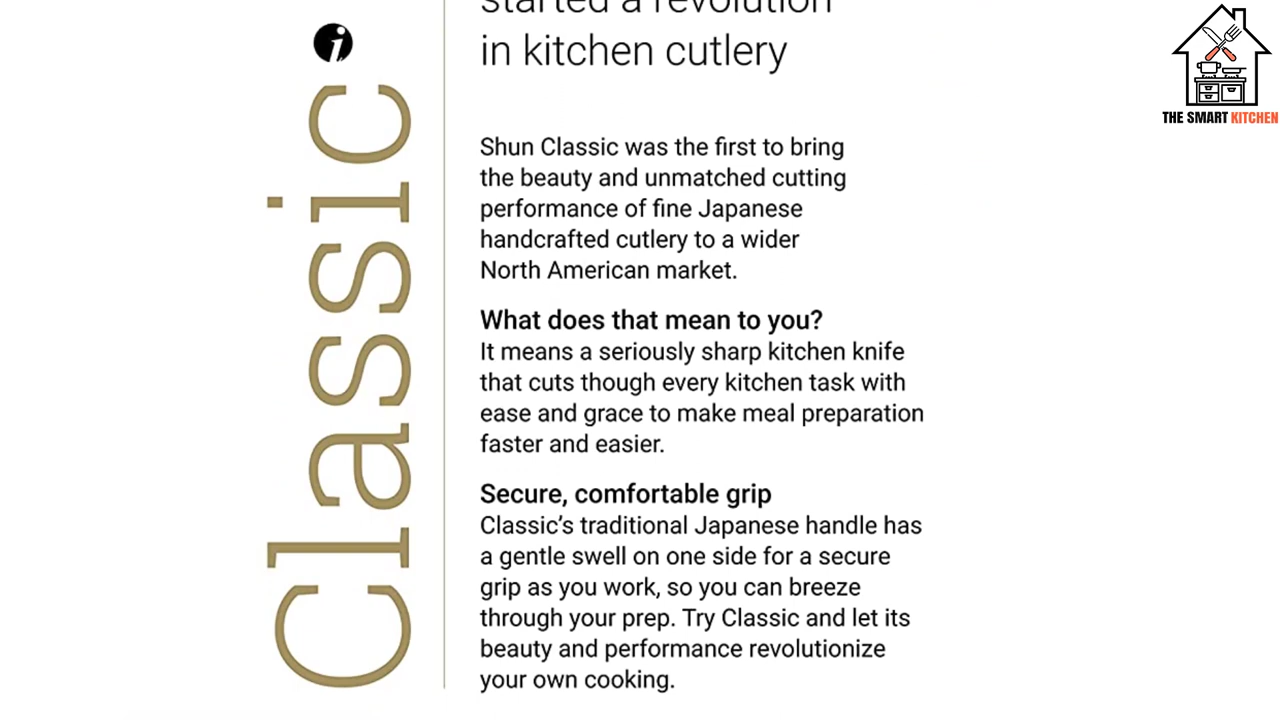 started a revolution
in kitchen cutlery
Classic
i
Shun Classic was the first to bring
the beauty and unmatched cutting
performance of fine Japanese
handcrafted cutlery to a wider
North American market.
What does that mean to you?
It means a seriously sharp kitchen knife
that cuts though every kitchen task with
ease and grace to make meal preparation
faster and easier.
Secure, comfortable grip
Classic's traditional Japanese handle has
a gentle swell on one side for a secure
grip as you work, so you can breeze
through your prep. Try Classic and let its
beauty and performance revolutionize
your own cooking.
THE SMART KITCHEN